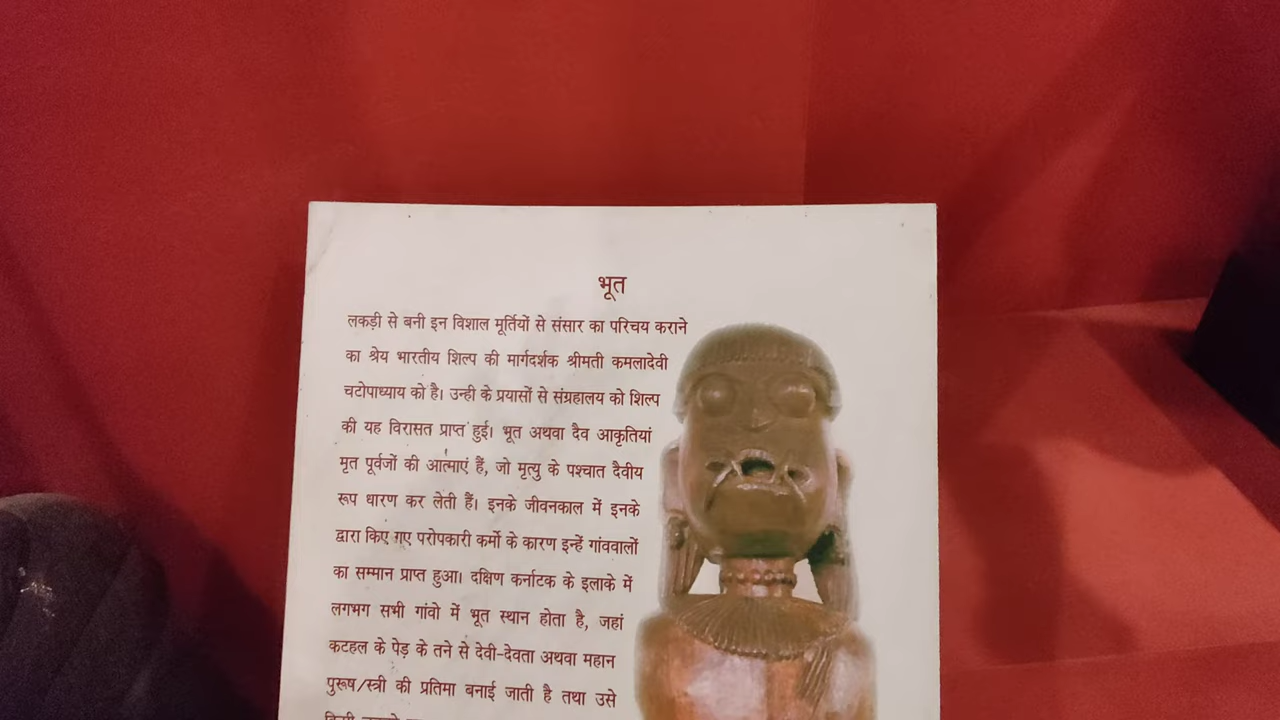 भूत
लकड़ी से बनी इन विशाल मूर्तियों से संसार का परिचय कराने
का श्रेय भारतीय शिल्प की मार्गदर्शक श्रीमती कमलादेवी
चटोपाध्याय को है। उन्ही के प्रयासों से संग्रहालय को शिल्प
की यह विरासत प्राप्त हुई। भूत अथवा दैव आकृतियां
मृत पूर्वजों की आत्माएं हैं, जो मृत्यु के पश्चात दैवीय
रूप धारण कर लेती हैं। इनके जीवनकाल में इनके
द्वारा किए गए परोपकारी कर्मो के कारण इन्हें गांववालों
का सम्मान प्राप्त हुआ। दक्षिण कर्नाटक के इलाके में
लगभग सभी गांवो में भूत स्थान होता है, जहां
कटहल के पेड़ के तने से देवी-देवता अथवा महान
पुरूष/स्त्री की प्रतिमा बनाई जाती है तथा उसे